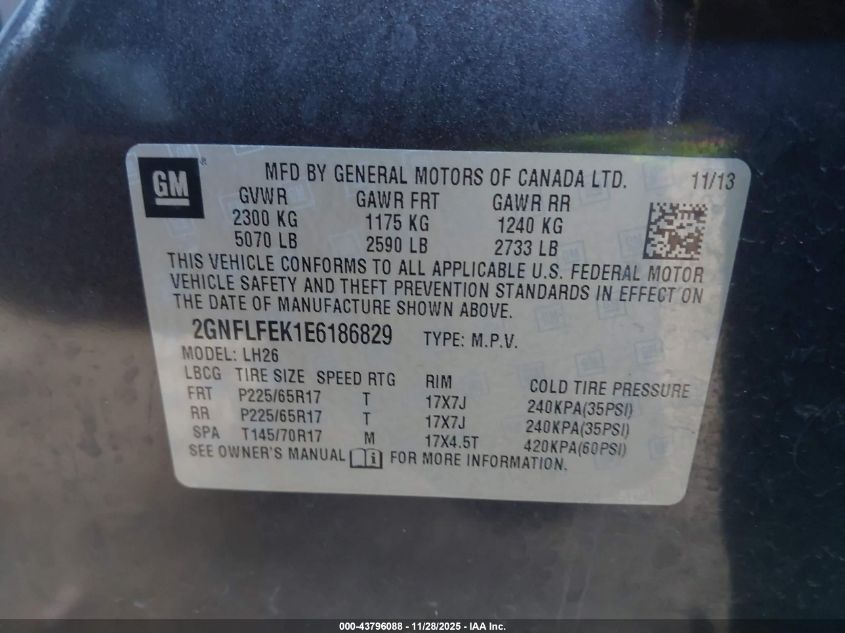 GM ® MFD BY GENERAL MOTORS OF CANADA LTD. 11/13
GVWR GAWR FRT GAWR RR
2300 KG 1175 KG 1240 KG
5070 LB 2590 LB 2733 LB
THIS VEHICLE CONFORMS TO ALL APPLICABLE U.S. FEDERAL MOTOR
VEHICLE SAFETY AND THEFT PREVENTION STANDARDS IN EFFECT ON
THE DATE OF MANUFACTURE SHOWN ABOVE.
2GNFLFEK1E6186829 TYPE: M.P.V.
MODEL: LH26
LBCG TIRE SIZE SPEED RTG RIM COLD TIRE PRESSURE
FRT P225/65R17 T 17X7J 240KPA(35PSI)
RR P225/65R17 T 17X7J 240KPA(35PSI)
SPA T145/70R17 M 17X4.5T 420KPA(60PSI)
SEE OWNER'S MANUAL FOR MORE INFORMATION.
000-43796088 — 11/28/2025 - IAA Inc.